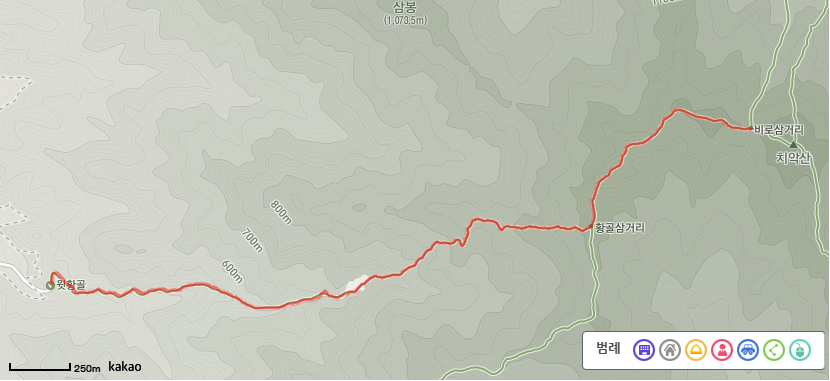 삼봉
(1,073.5m)
비로삼거리
치악산
800m
황골삼거리
700m
600m
윗황골
범례
250m kakao